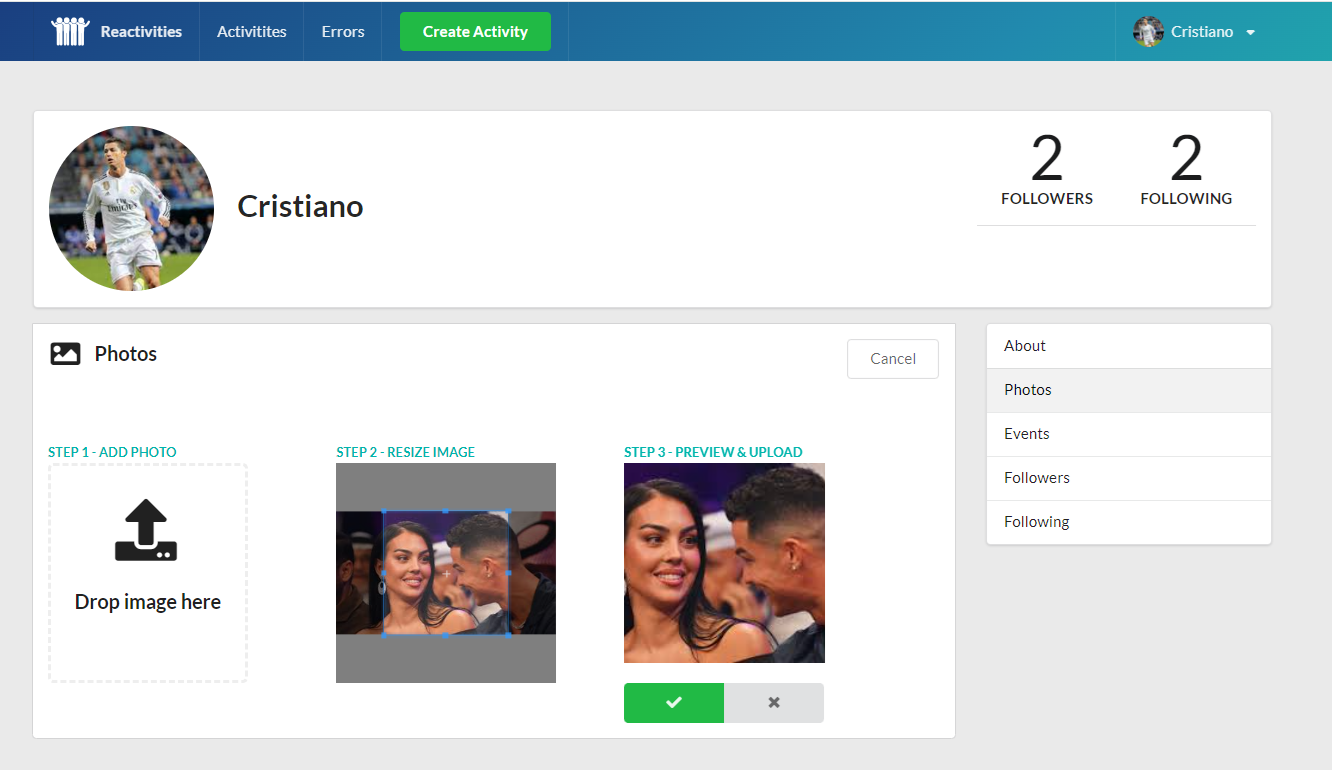 Reactivities
Activitites
Errors
Create Activity
Cristiano
Cristiano
2
FOLLOWERS
2
FOLLOWING
Photos
Cancel
STEP 1 - ADD PHOTO
Drop image here
STEP 2 - RESIZE IMAGE
STEP 3 - PREVIEW & UPLOAD
About
Photos
Events
Followers
Following